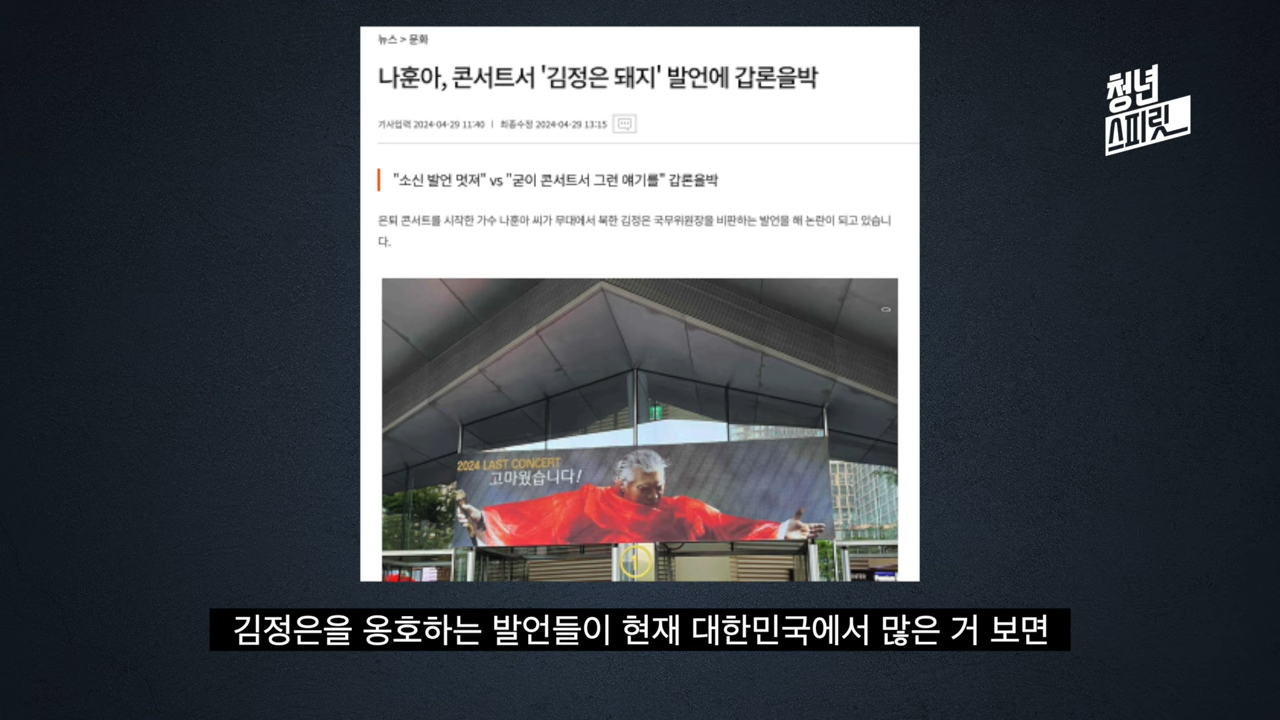 뉴스 > 문화
나훈아, 콘서트서 '김정은 돼지' 발언에 갑론을박
기사입력 2024-04-29 11:40 | 최종수정 2024-04-29 13:15
"소신 발언 멋져" vs "굳이 콘서트서 그런 얘기를" 갑론을박
은퇴 콘서트를 시작한 가수 나훈아 씨가 무대에서 북한 김정은 국무위원장을 비판하는 발언을 해 논란이 되고 있습니
다.
2024 LAST CONCERT
고마웠습니다!
청년
스피릿
김정은을 옹호하는 발언들이 현재 대한민국에서 많은 거 보면